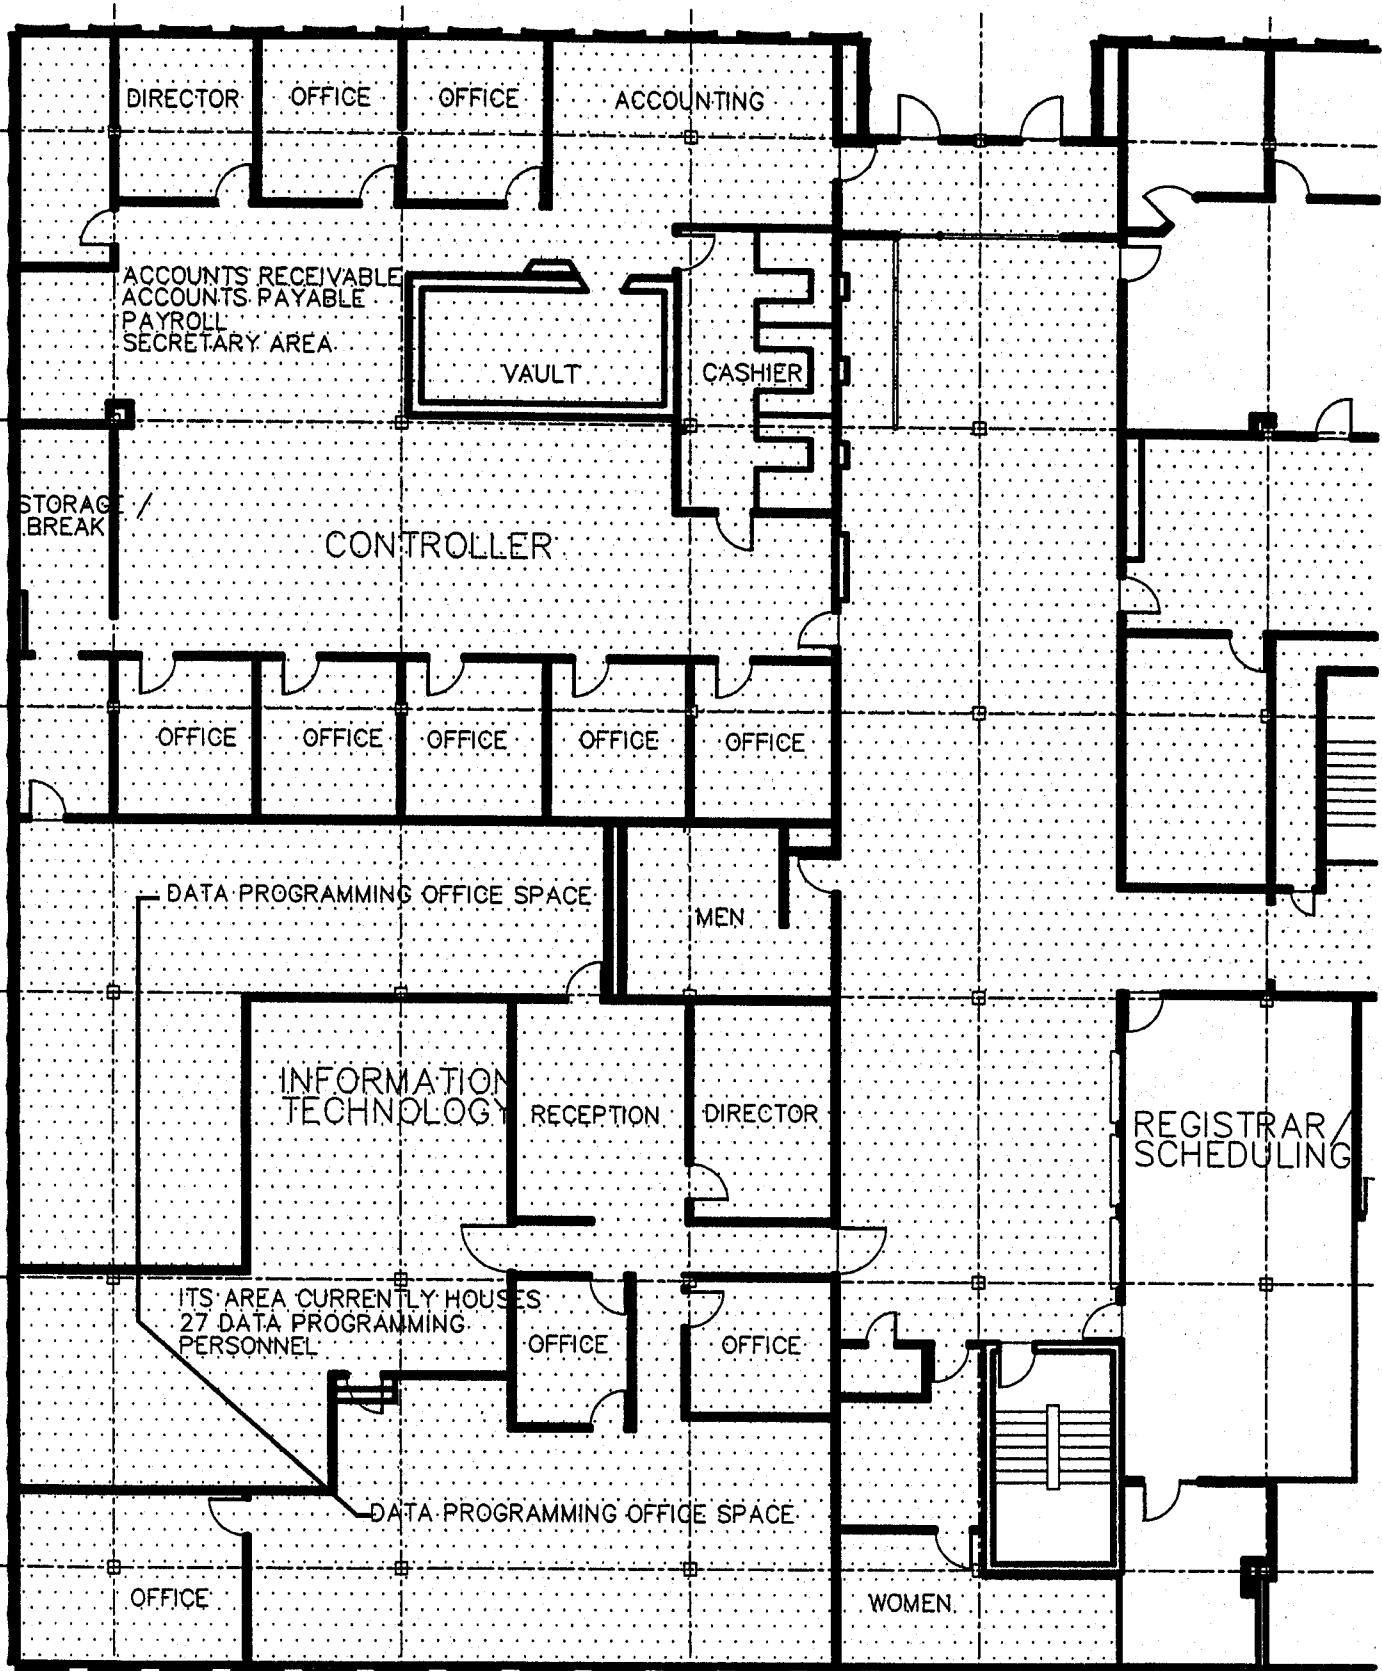 DIRECTOR
OFFICE
OFFICE
ACCOUNTING
ACCOUNTS RECEIVABLE
ACCOUNTS PAYABLE
PAYROLL
SECRETARY AREA
VAULT
CASHIER
STORAGE /
BREAK
CONTROLLER
OFFICE
OFFICE
OFFICE
OFFICE
OFFICE
DATA PROGRAMMING OFFICE SPACE
MEN
INFORMATION
TECHNOLOGY
RECEPTION
DIRECTOR
REGISTRAR /
SCHEDULING
ITS AREA CURRENTLY HOUSES
27 DATA PROGRAMMING
PERSONNEL
OFFICE
OFFICE
DATA PROGRAMMING OFFICE SPACE
OFFICE
WOMEN